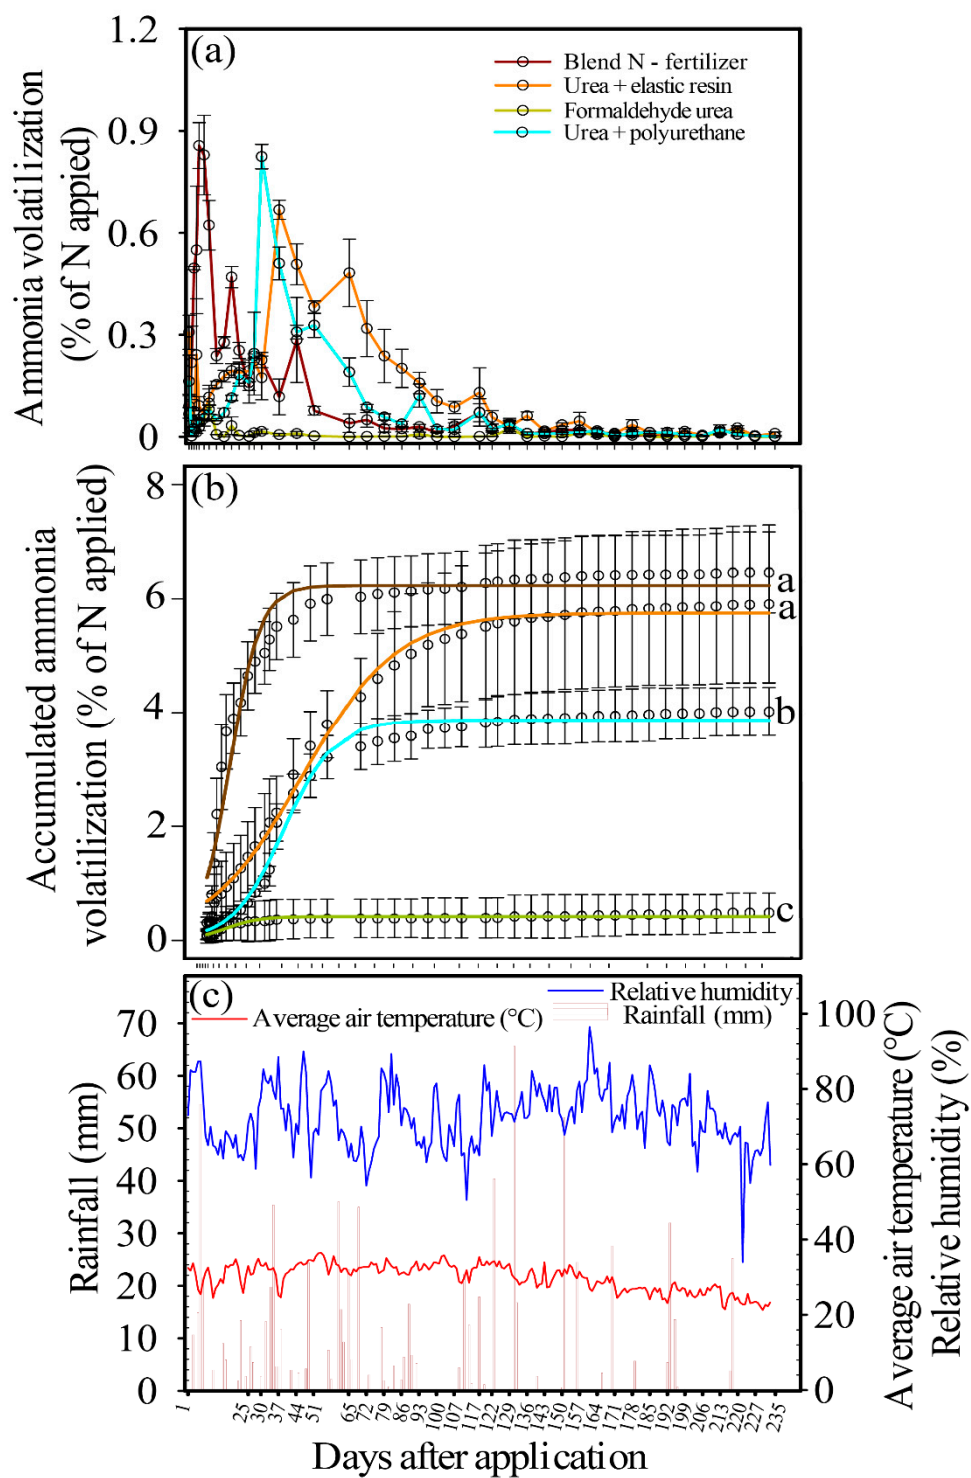 (a)
Blend N - fertilizer
Urea + elastic resin
Formaldehyde urea
Urea + polyurethane
Ammonia volatilization
(% of N appied)
1.2
0.9
0.6
0.3
0
(b)
Accumulated ammonia
volatilization (% of N applied)
8
6
4
2
0
a
a
b
c
(c)
Relative humidity
Rainfall (mm)
Average air temperature (°C)
Rainfall (mm)
70
60
50
40
30
20
10
0
100
80
60
40
20
0
Average air temperature (°C)
Relative humidity (%)
1 25 30 37 44 51 65 72 79 86 93 100 107 117 122 129 136 143 150 157 164 171 178 185 192 199 206 213 220 227 235
Days after application